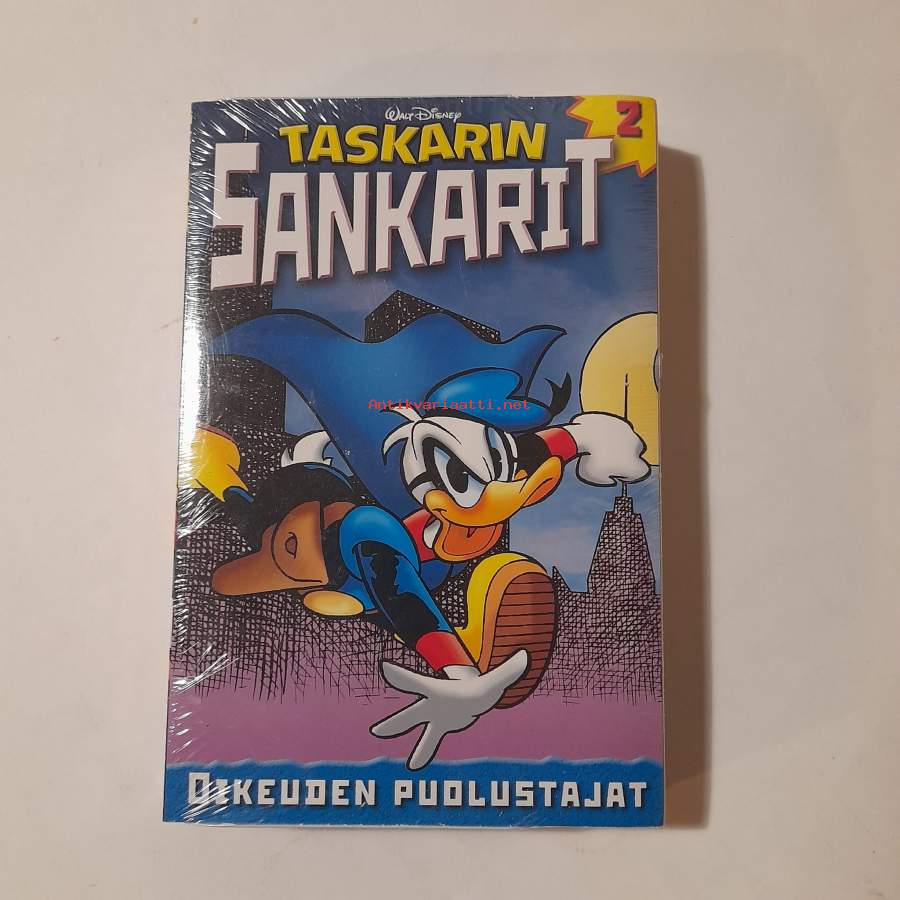 WALT DISNEY
TASKARIN
2
SANKARIT
Antikvariaatti.net
OIKEUDEN PUOLUSTAJAT